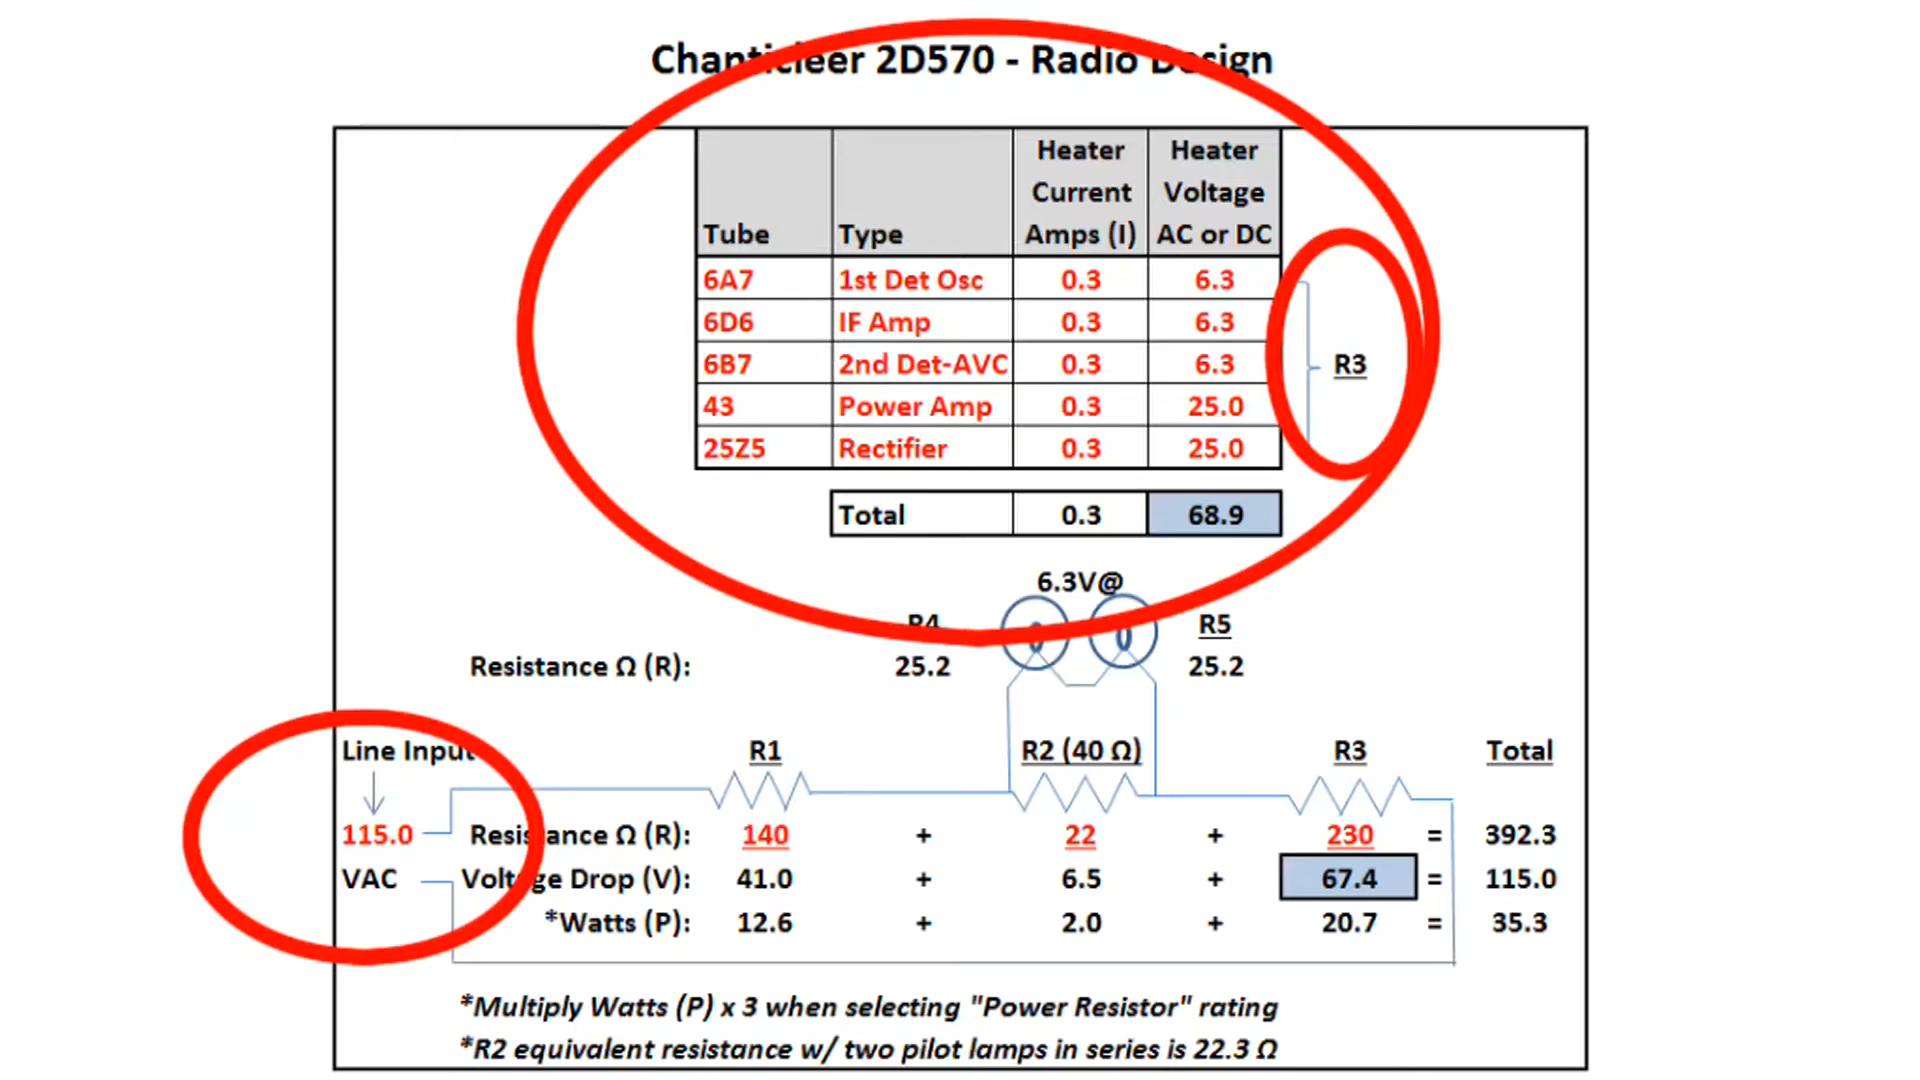 Chanticleer 2D570 - Radio Design
Tube Type Heater Current Amps (I) Heater Voltage AC or DC
6A7 1st Det Osc 0.3 6.3
6D6 IF Amp 0.3 6.3
6B7 2nd Det-AVC 0.3 6.3
R3
43 Power Amp 0.3 25.0
25Z5 Rectifier 0.3 25.0
Total 0.3 68.9
6.3V@
R4 R5
Resistance Ω (R): 25.2 25.2
Line Input R1 R2 (40 Ω) R3 Total
115.0 Resistance Ω (R): 140 + 22 + 230 = 392.3
VAC Voltage Drop (V): 41.0 + 6.5 + 67.4 = 115.0
*Watts (P): 12.6 + 2.0 + 20.7 = 35.3
*Multiply Watts (P) x 3 when selecting "Power Resistor" rating
*R2 equivalent resistance w/ two pilot lamps in series is 22.3 Ω